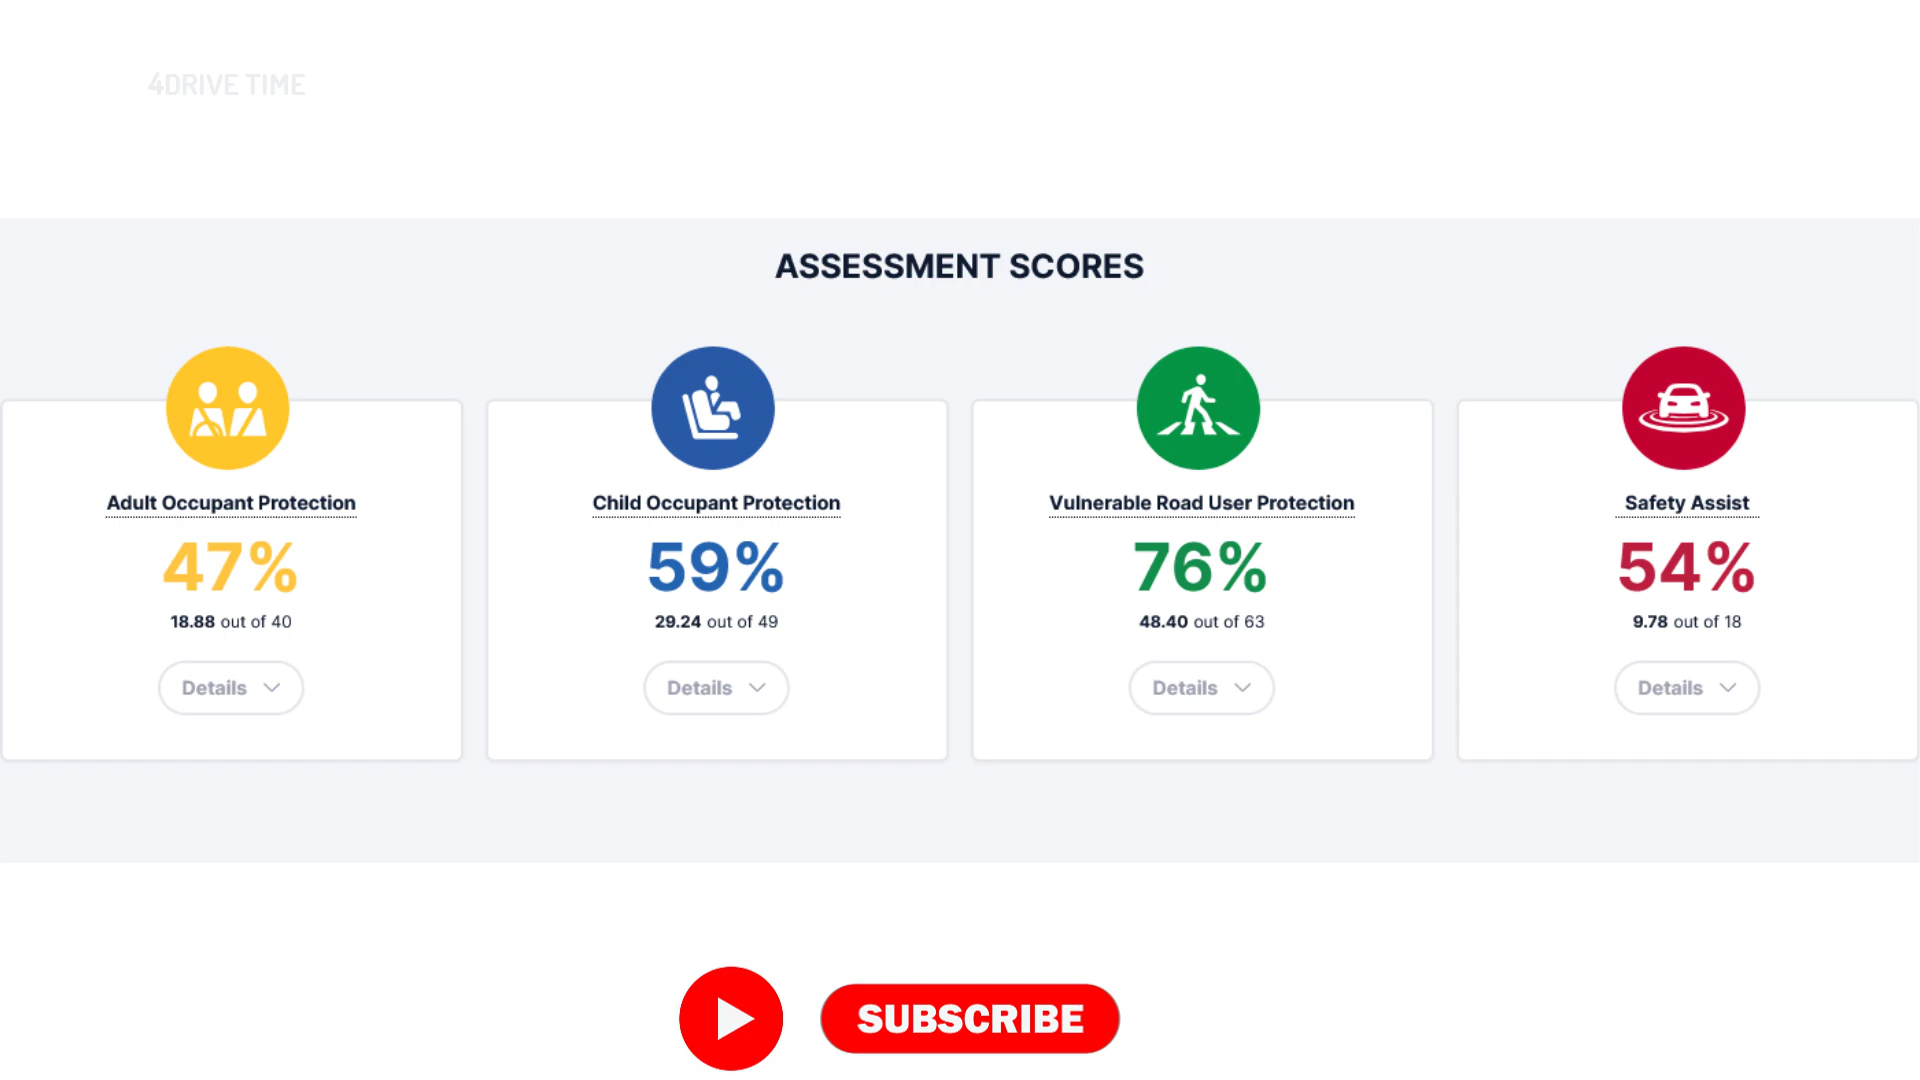 4DRIVE TIME
ASSESSMENT SCORES
Adult Occupant Protection
47%
18.88 out of 40
Details
Child Occupant Protection
59%
29.24 out of 49
Details
Vulnerable Road User Protection
76%
48.40 out of 63
Details
Safety Assist
54%
9.78 out of 18
Details
SUBSCRIBE